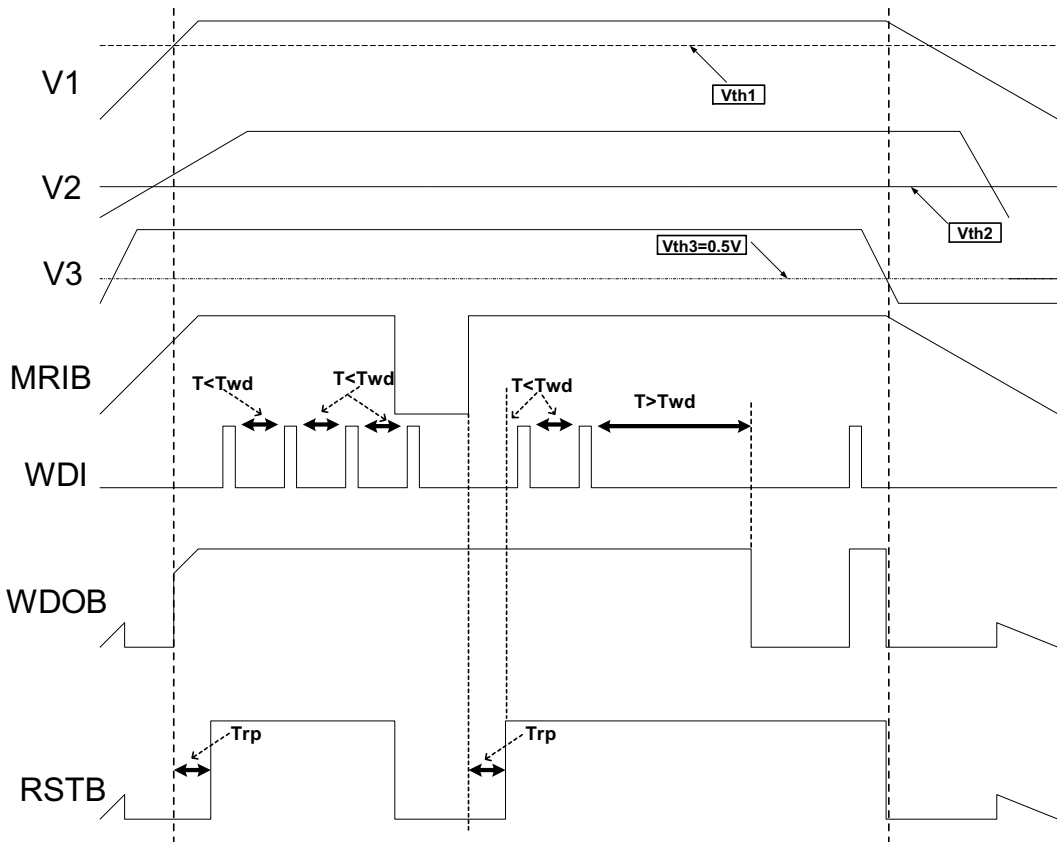 V1
Vth1
V2
Vth2
V3
Vth3=0.5V
MRIB
T<Twd
T<Twd
T<Twd
T>Twd
WDI
WDOB
Trp
Trp
RSTB